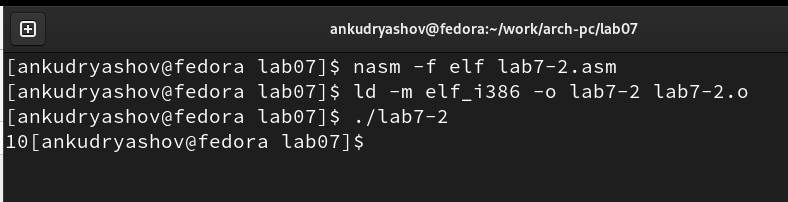 ankudryashov@fedora:~/work/arch-pc/lab07
[ankudryashov@fedora lab07]$ nasm -f elf lab7-2.asm
[ankudryashov@fedora lab07]$ ld -m elf_i386 -o lab7-2 lab7-2.o
[ankudryashov@fedora lab07]$ ./lab7-2
10[ankudryashov@fedora lab07]$